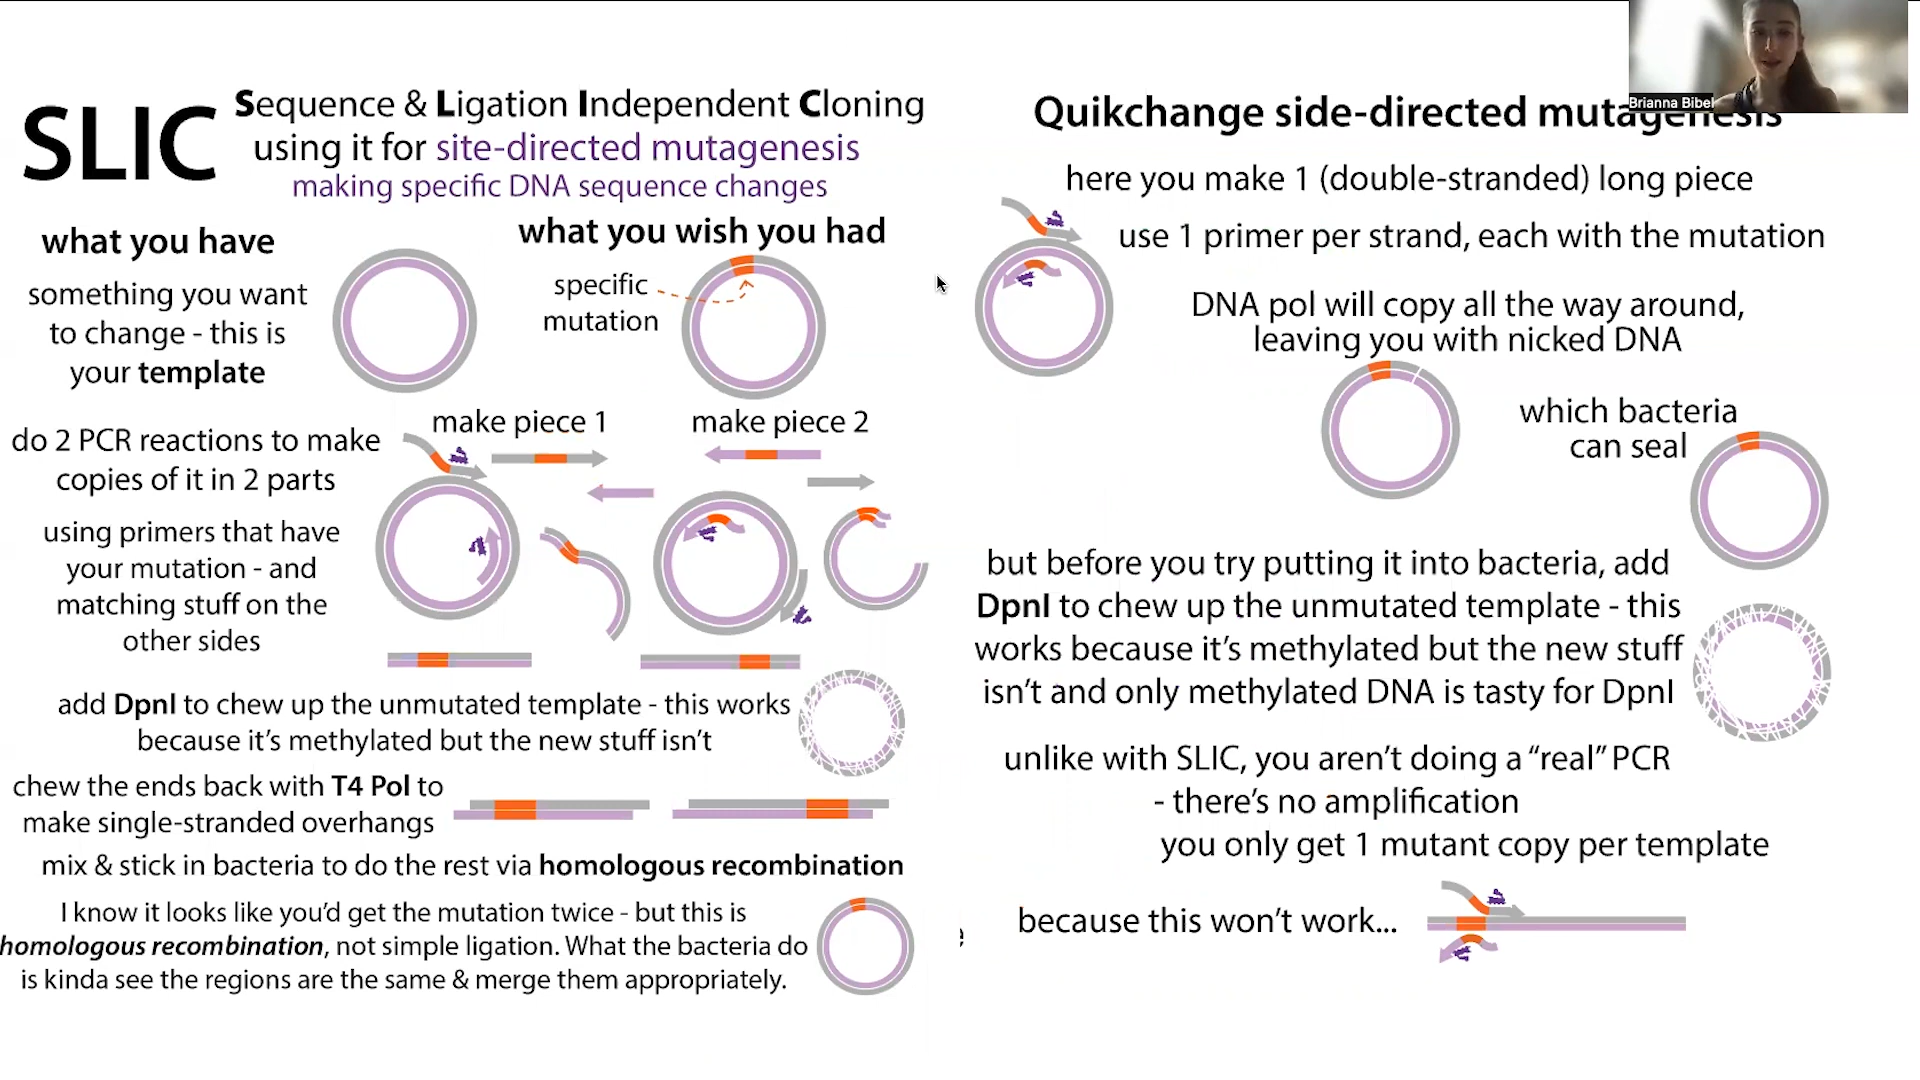 SLIC
Sequence & Ligation Independent Cloning
using it for site-directed mutagenesis
making specific DNA sequence changes
what you have
something you want
to change - this is
your template
what you wish you had
specific
mutation
do 2 PCR reactions to make
copies of it in 2 parts
make piece 1
make piece 2
using primers that have
your mutation - and
matching stuff on the
other sides
add DpnI to chew up the unmutated template - this works
because it's methylated but the new stuff isn't
chew the ends back with T4 Pol to
make single-stranded overhangs
mix & stick in bacteria to do the rest via homologous recombination
I know it looks like you'd get the mutation twice - but this is
homologous recombination, not simple ligation. What the bacteria do
is kinda see the regions are the same & merge them appropriately.
Brianna Bibel
Quikchange side-directed mutagenesis
here you make 1 (double-stranded) long piece
use 1 primer per strand, each with the mutation
DNA pol will copy all the way around,
leaving you with nicked DNA
which bacteria
can seal
but before you try putting it into bacteria, add
DpnI to chew up the unmutated template - this
works because it's methylated but the new stuff
isn't and only methylated DNA is tasty for DpnI
unlike with SLIC, you aren't doing a "real" PCR
- there's no amplification
you only get 1 mutant copy per template
because this won't work...